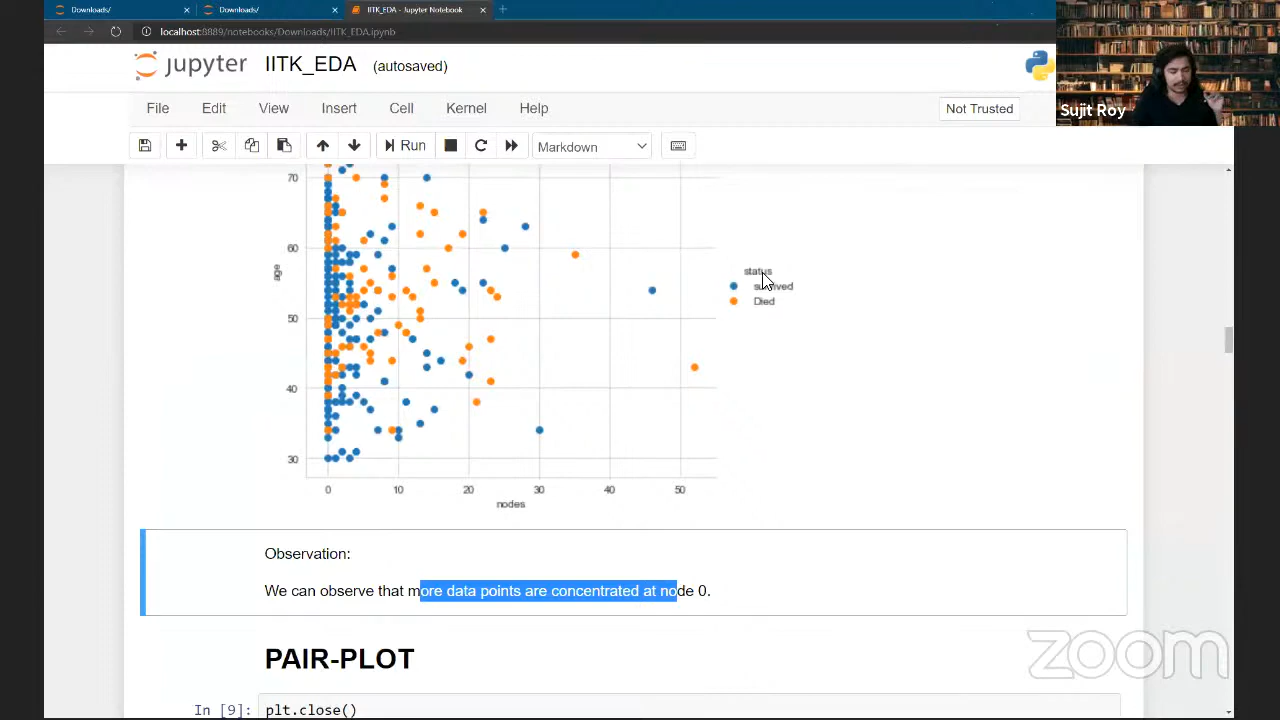 Downloads/
Downloads/
IITK_EDA - Jupyter Notebook
localhost:8889/notebooks/Downloads/IITK_EDA.ipynb
jupyter IITK_EDA (autosaved)
File Edit View Insert Cell Kernel Help
Not Trusted
Sujit Roy
Run
Markdown
70
60
50
40
30
age
0 10 20 30 40 50
nodes
status
survived
Died
Observation:
We can observe that more data points are concentrated at node 0.
PAIR-PLOT
In [9]: plt.close()
zoom